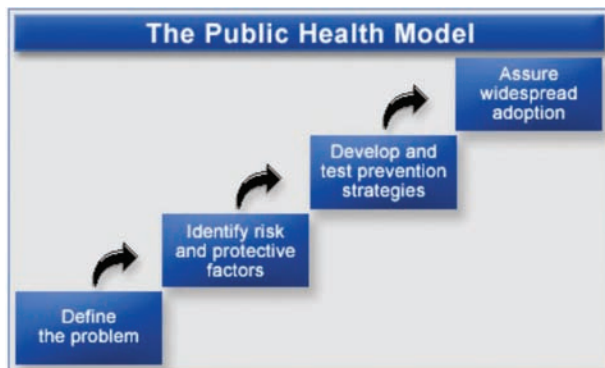 The Public Health Model
Assure
widespread
adoption
Develop and
test prevention
strategies
Identify risk
and protective
factors
Define
the problem